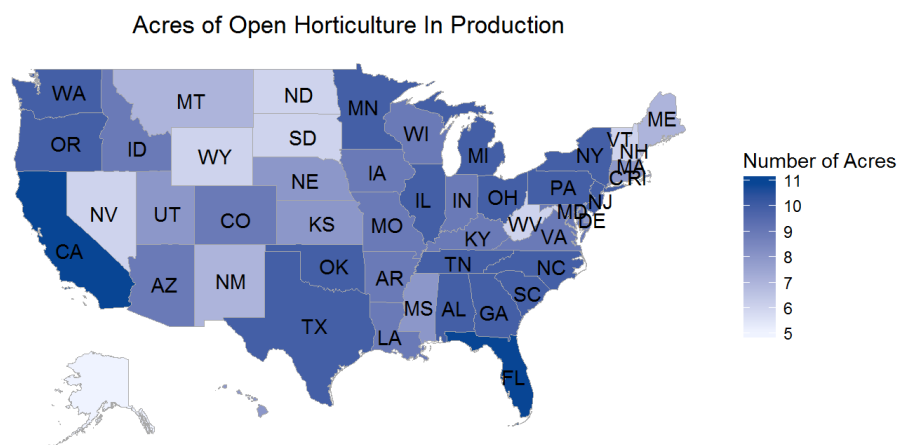 Acres of Open Horticulture In Production
WA
MT
ND
MN
ME
OR
ID
SD
WI
VT
NH
WY
MI
NY
MA
CT
RI
NV
UT
NE
IA
PA
NJ
CO
KS
IL
IN
OH
MD
DE
CA
MO
KY
WV
VA
AZ
NM
OK
AR
TN
NC
TX
LA
MS
AL
GA
SC
FL
Number of Acres
11
10
9
8
7
6
5